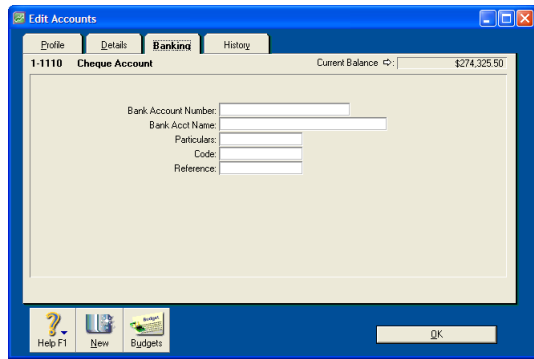 Edit Accounts
Profile Details Banking History
1-1110 Cheque Account Current Balance ⇨: $274,325.50
Bank Account Number:
Bank Acct Name:
Particulars:
Code:
Reference:
Budget
Help F1 New Budgets OK